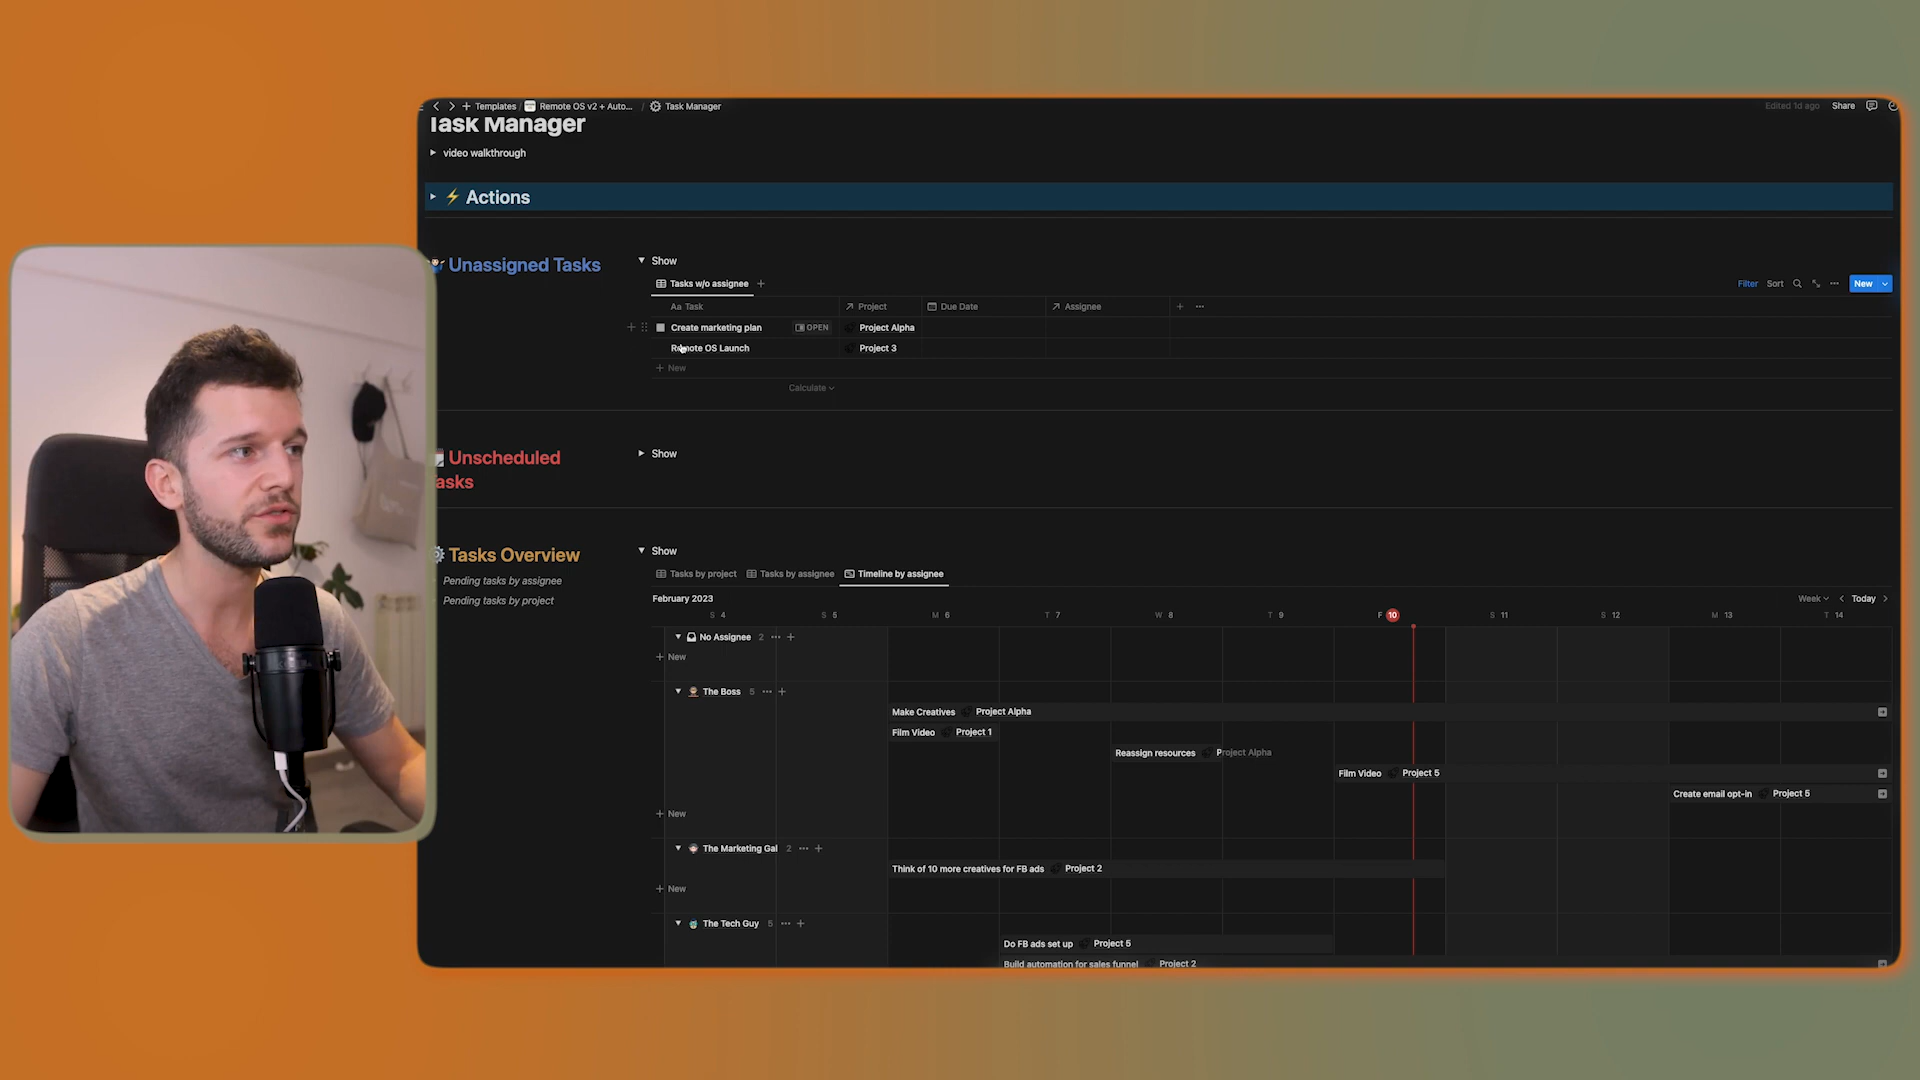 Templates / Remote OS v2 + Auto... / Task Manager
Edited 1d ago Share
Task Manager
video walkthrough
⚡ Actions
Unassigned Tasks
Show
Tasks w/o assignee
Filter Sort New
Aa Task Project Due Date Assignee
Create marketing plan OPEN Project Alpha
Remote OS Launch Project 3
New
Calculate
Unscheduled
asks
Show
Tasks Overview
Pending tasks by assignee
Pending tasks by project
Show
Tasks by project Tasks by assignee Timeline by assignee
February 2023
Week Today
S 4 S 5 M 6 T 7 W 8 T 9 F 10 S 11 S 12 M 13 T 14
No Assignee 2
New
The Boss 5
Make Creatives Project Alpha
Film Video Project 1
Reassign resources Project Alpha
Film Video Project 5
Create email opt-in Project 5
New
The Marketing Gal 2
Think of 10 more creatives for FB ads Project 2
New
The Tech Guy 5
Do FB ads set up Project 5
Build automation for sales funnel Project 2